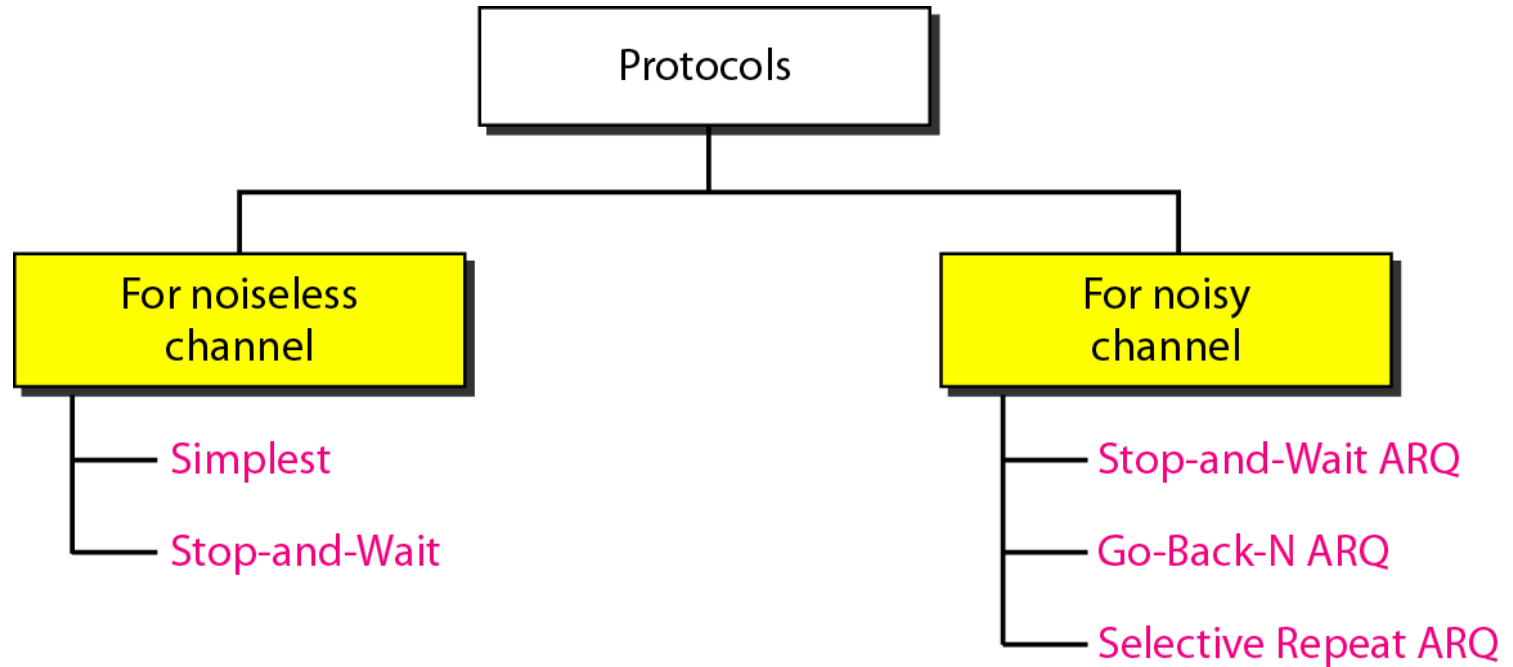 Protocols
For noiseless
channel
Simplest
Stop-and-Wait
For noisy
channel
Stop-and-Wait ARQ
Go-Back-N ARQ
Selective Repeat ARQ